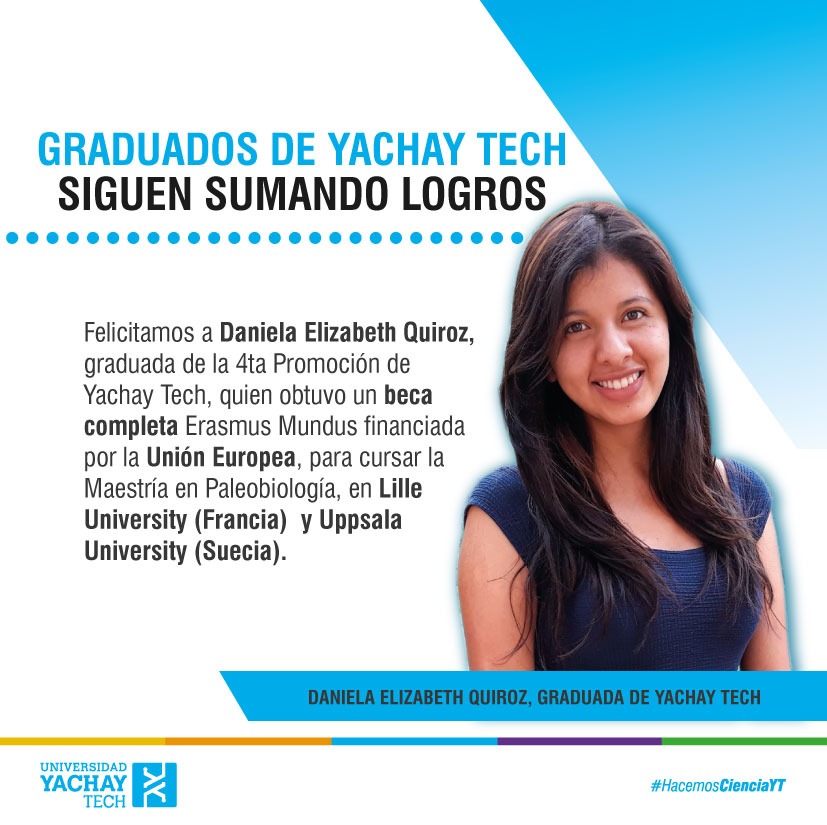 GRADUADOS DE YACHAY TECH
SIGUEN SUMANDO LOGROS
Felicitamos a Daniela Elizabeth Quiroz,
graduada de la 4ta Promoción de
Yachay Tech, quien obtuvo un beca
completa Erasmus Mundus financiada
por la Unión Europea, para cursar la
Maestría en Paleobiología, en Lille
University (Francia) y Uppsala
University (Suecia).
DANIELA ELIZABETH QUIROZ, GRADUADA DE YACHAY TECH
UNIVERSIDAD
YACHAY
TECH
#HacemosCienciaYT